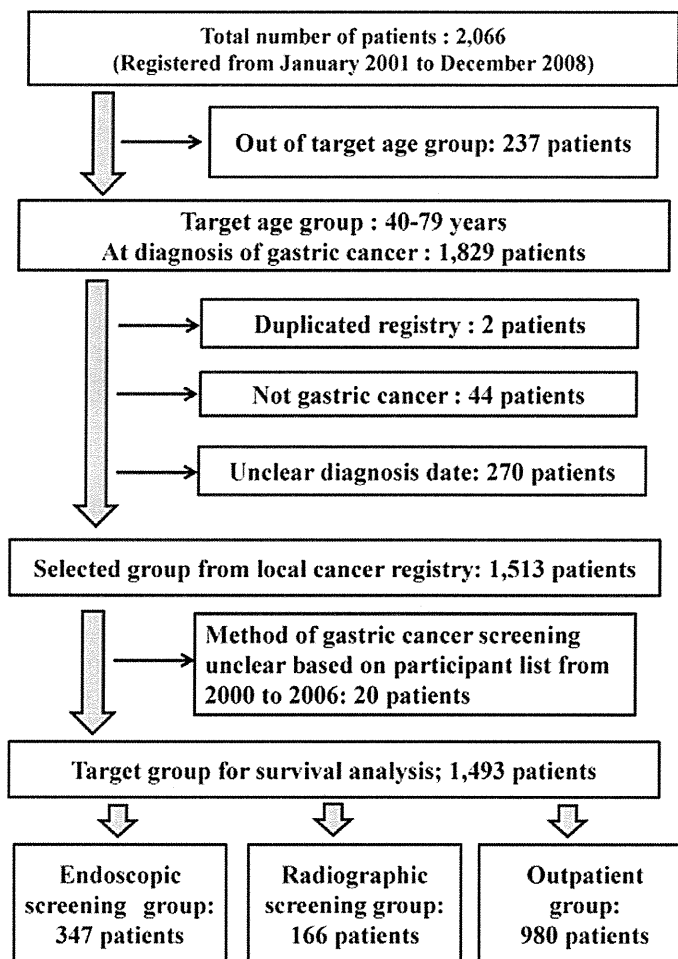 Total number of patients : 2,066
(Registered from January 2001 to December 2008)
Out of target age group: 237 patients
Target age group : 40-79 years
At diagnosis of gastric cancer : 1,829 patients
Duplicated registry : 2 patients
Not gastric cancer : 44 patients
Unclear diagnosis date: 270 patients
Selected group from local cancer registry: 1,513 patients
Method of gastric cancer screening
unclear based on participant list from
2000 to 2006: 20 patients
Target group for survival analysis; 1,493 patients
Endoscopic
screening group:
347 patients
Radiographic
screening group:
166 patients
Outpatient
group:
980 patients